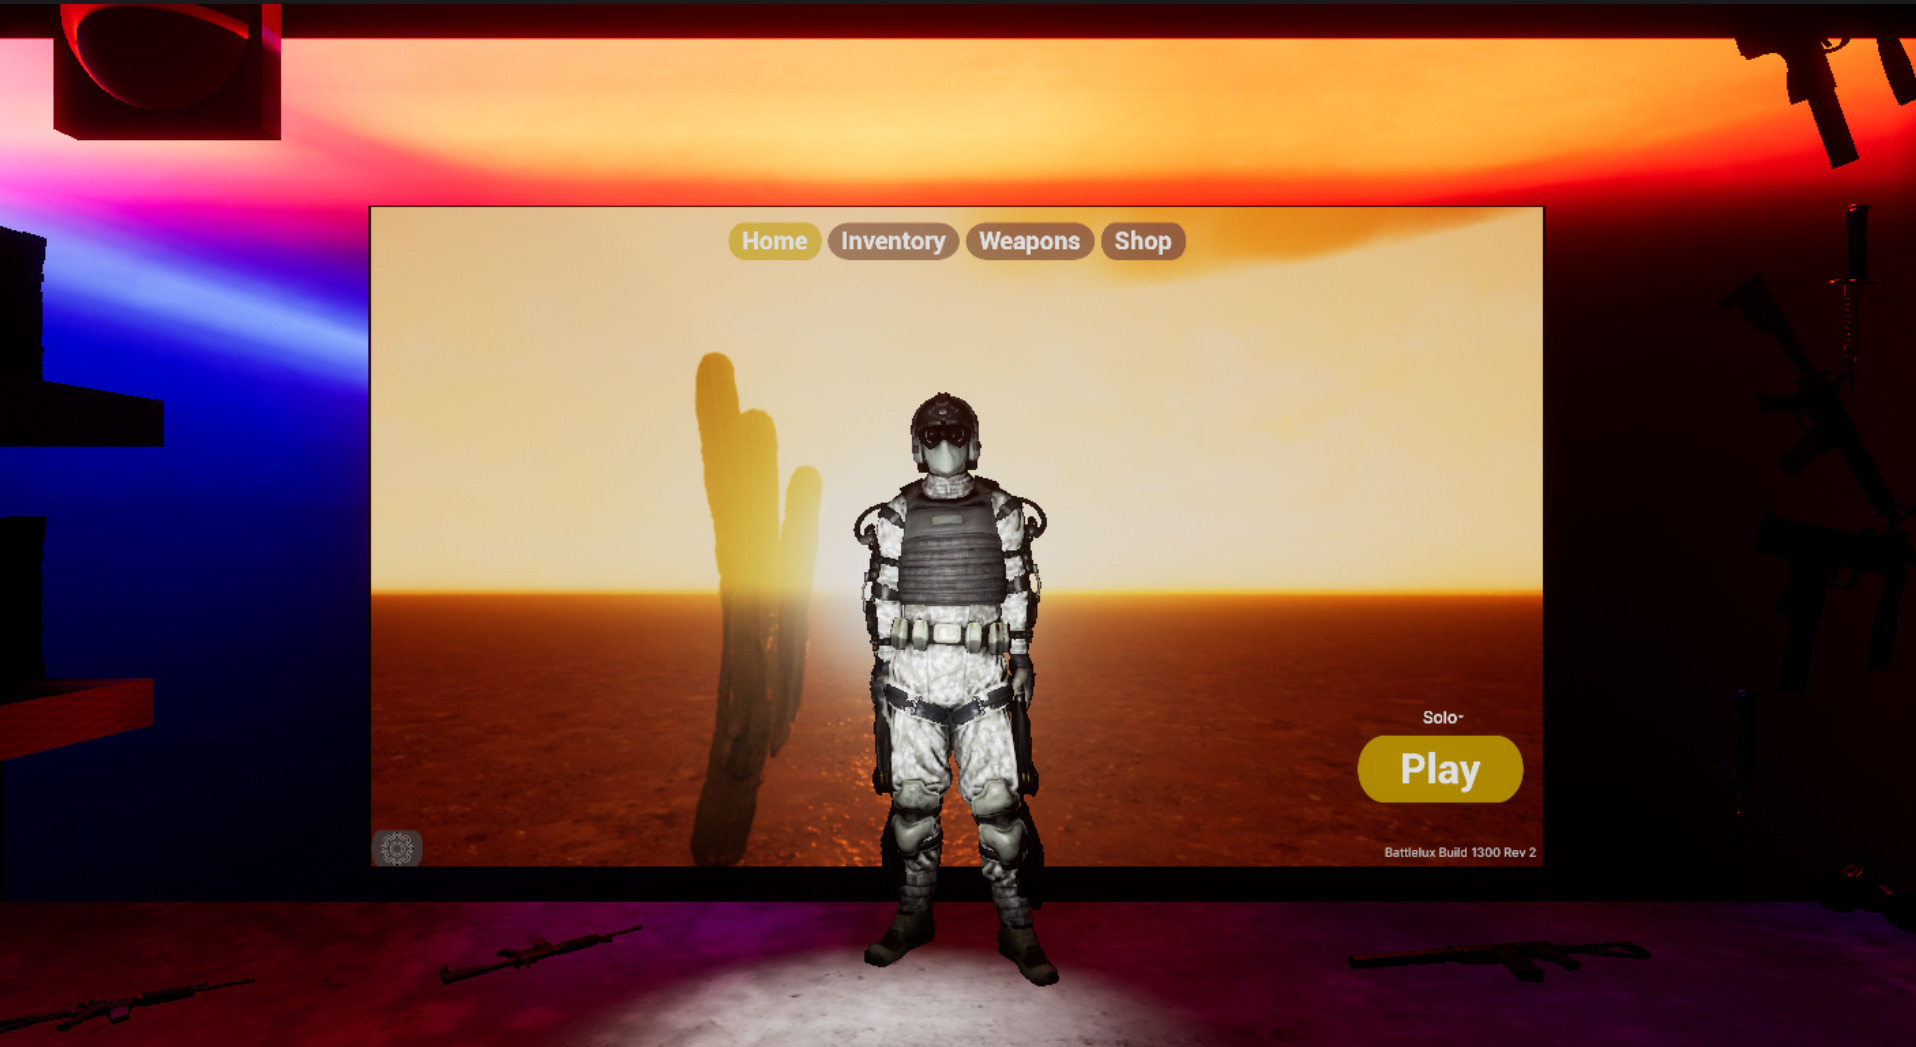 Home
Inventory
Weapons
Shop
Solo
Play
Battlelux Build 1300 Rev 2